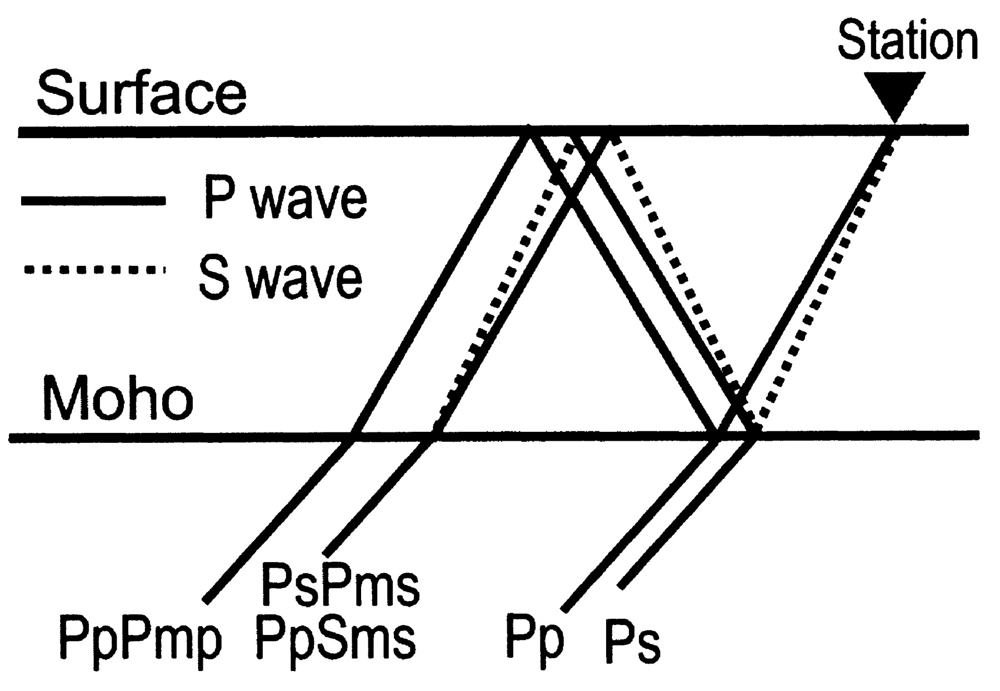 Station
Surface
P wave
S wave
Moho
PsPms
PpPmp PpSms Pp Ps